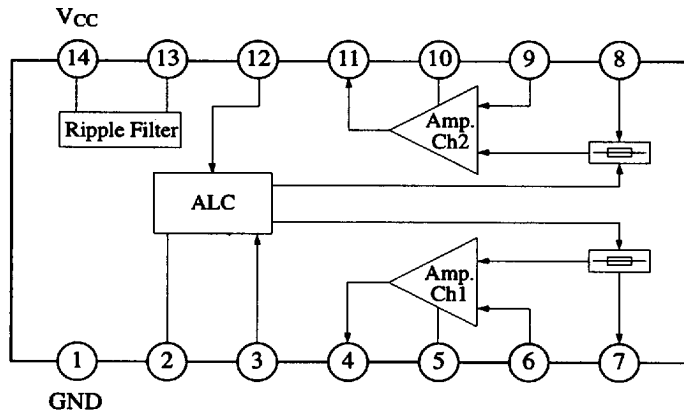 VCC
14 13 12 11 10 9 8
Ripple Filter
Amp.
Ch2
ALC
Amp.
Ch1
1 2 3 4 5 6 7
GND